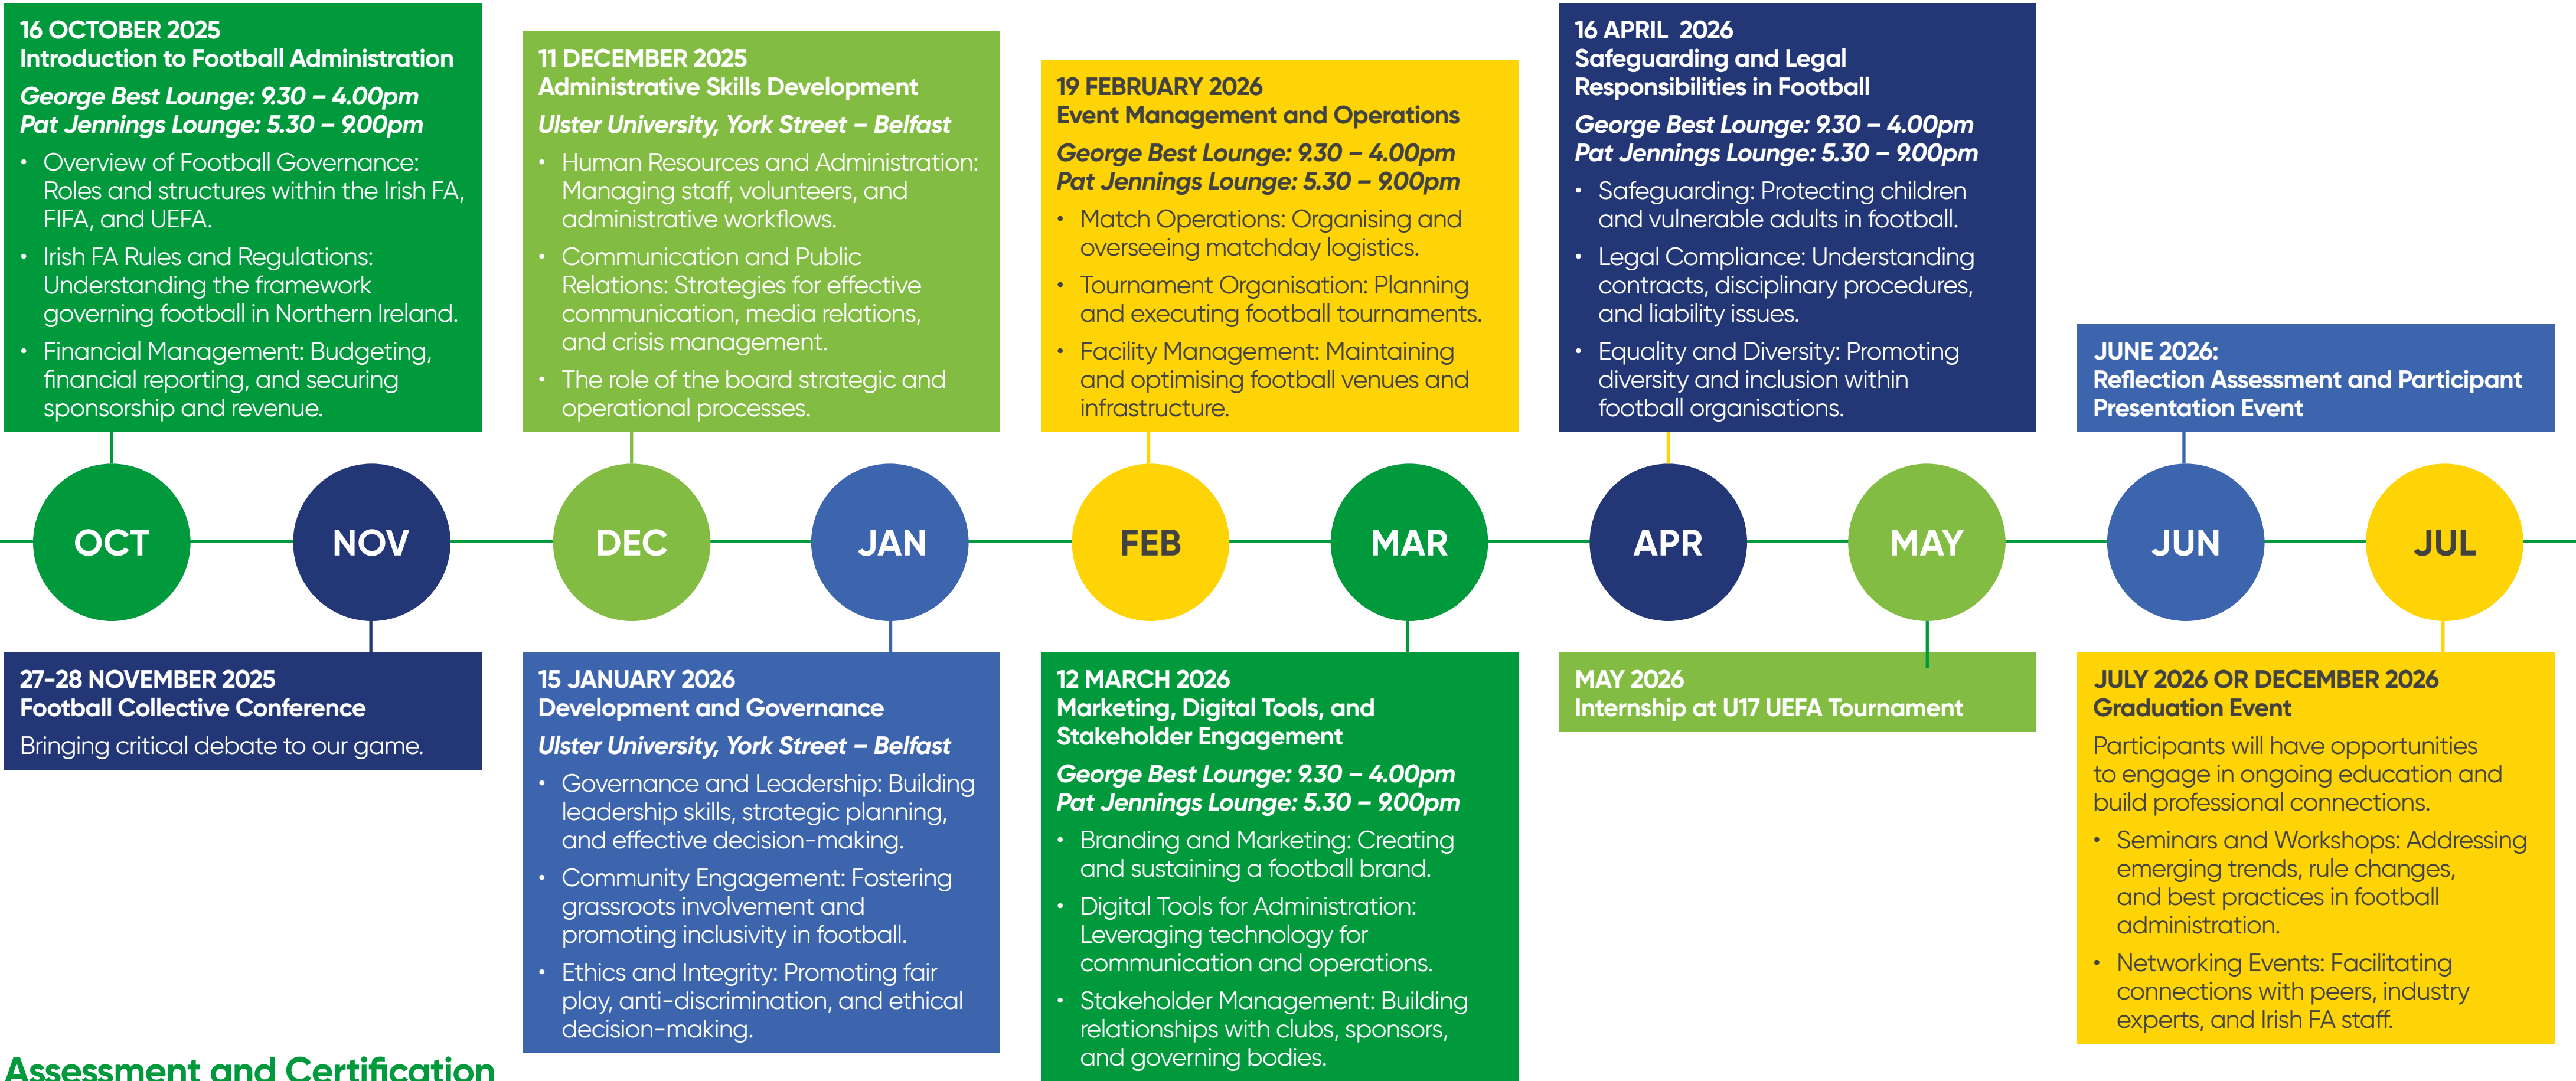 16 OCTOBER 2025
Introduction to Football Administration
George Best Lounge: 9.30 – 4.00pm
Pat Jennings Lounge: 5.30 – 9.00pm
• Overview of Football Governance:
Roles and structures within the Irish FA,
FIFA, and UEFA.
• Irish FA Rules and Regulations:
Understanding the framework
governing football in Northern Ireland.
• Financial Management: Budgeting,
financial reporting, and securing
sponsorship and revenue.
11 DECEMBER 2025
Administrative Skills Development
Ulster University, York Street – Belfast
• Human Resources and Administration:
Managing staff, volunteers, and
administrative workflows.
• Communication and Public
Relations: Strategies for effective
communication, media relations,
and crisis management.
• The role of the board strategic and
operational processes.
19 FEBRUARY 2026
Event Management and Operations
George Best Lounge: 9.30 – 4.00pm
Pat Jennings Lounge: 5.30 – 9.00pm
• Match Operations: Organising and
overseeing matchday logistics.
• Tournament Organisation: Planning
and executing football tournaments.
• Facility Management: Maintaining
and optimising football venues and
infrastructure.
16 APRIL 2026
Safeguarding and Legal
Responsibilities in Football
George Best Lounge: 9.30 – 4.00pm
Pat Jennings Lounge: 5.30 – 9.00pm
• Safeguarding: Protecting children
and vulnerable adults in football.
• Legal Compliance: Understanding
contracts, disciplinary procedures,
and liability issues.
• Equality and Diversity: Promoting
diversity and inclusion within
football organisations.
JUNE 2026:
Reflection Assessment and Participant
Presentation Event
OCT
NOV
DEC
JAN
FEB
MAR
APR
MAY
JUN
JUL
27-28 NOVEMBER 2025
Football Collective Conference
Bringing critical debate to our game.
15 JANUARY 2026
Development and Governance
Ulster University, York Street – Belfast
• Governance and Leadership: Building
leadership skills, strategic planning,
and effective decision-making.
• Community Engagement: Fostering
grassroots involvement and
promoting inclusivity in football.
• Ethics and Integrity: Promoting fair
play, anti-discrimination, and ethical
decision-making.
12 MARCH 2026
Marketing, Digital Tools, and
Stakeholder Engagement
George Best Lounge: 9.30 – 4.00pm
Pat Jennings Lounge: 5.30 – 9.00pm
• Branding and Marketing: Creating
and sustaining a football brand.
• Digital Tools for Administration:
Leveraging technology for
communication and operations.
• Stakeholder Management: Building
relationships with clubs, sponsors,
and governing bodies.
MAY 2026
Internship at U17 UEFA Tournament
JULY 2026 OR DECEMBER 2026
Graduation Event
Participants will have opportunities
to engage in ongoing education and
build professional connections.
• Seminars and Workshops: Addressing
emerging trends, rule changes,
and best practices in football
administration.
• Networking Events: Facilitating
connections with peers, industry
experts, and Irish FA staff.
Assessment and Certification